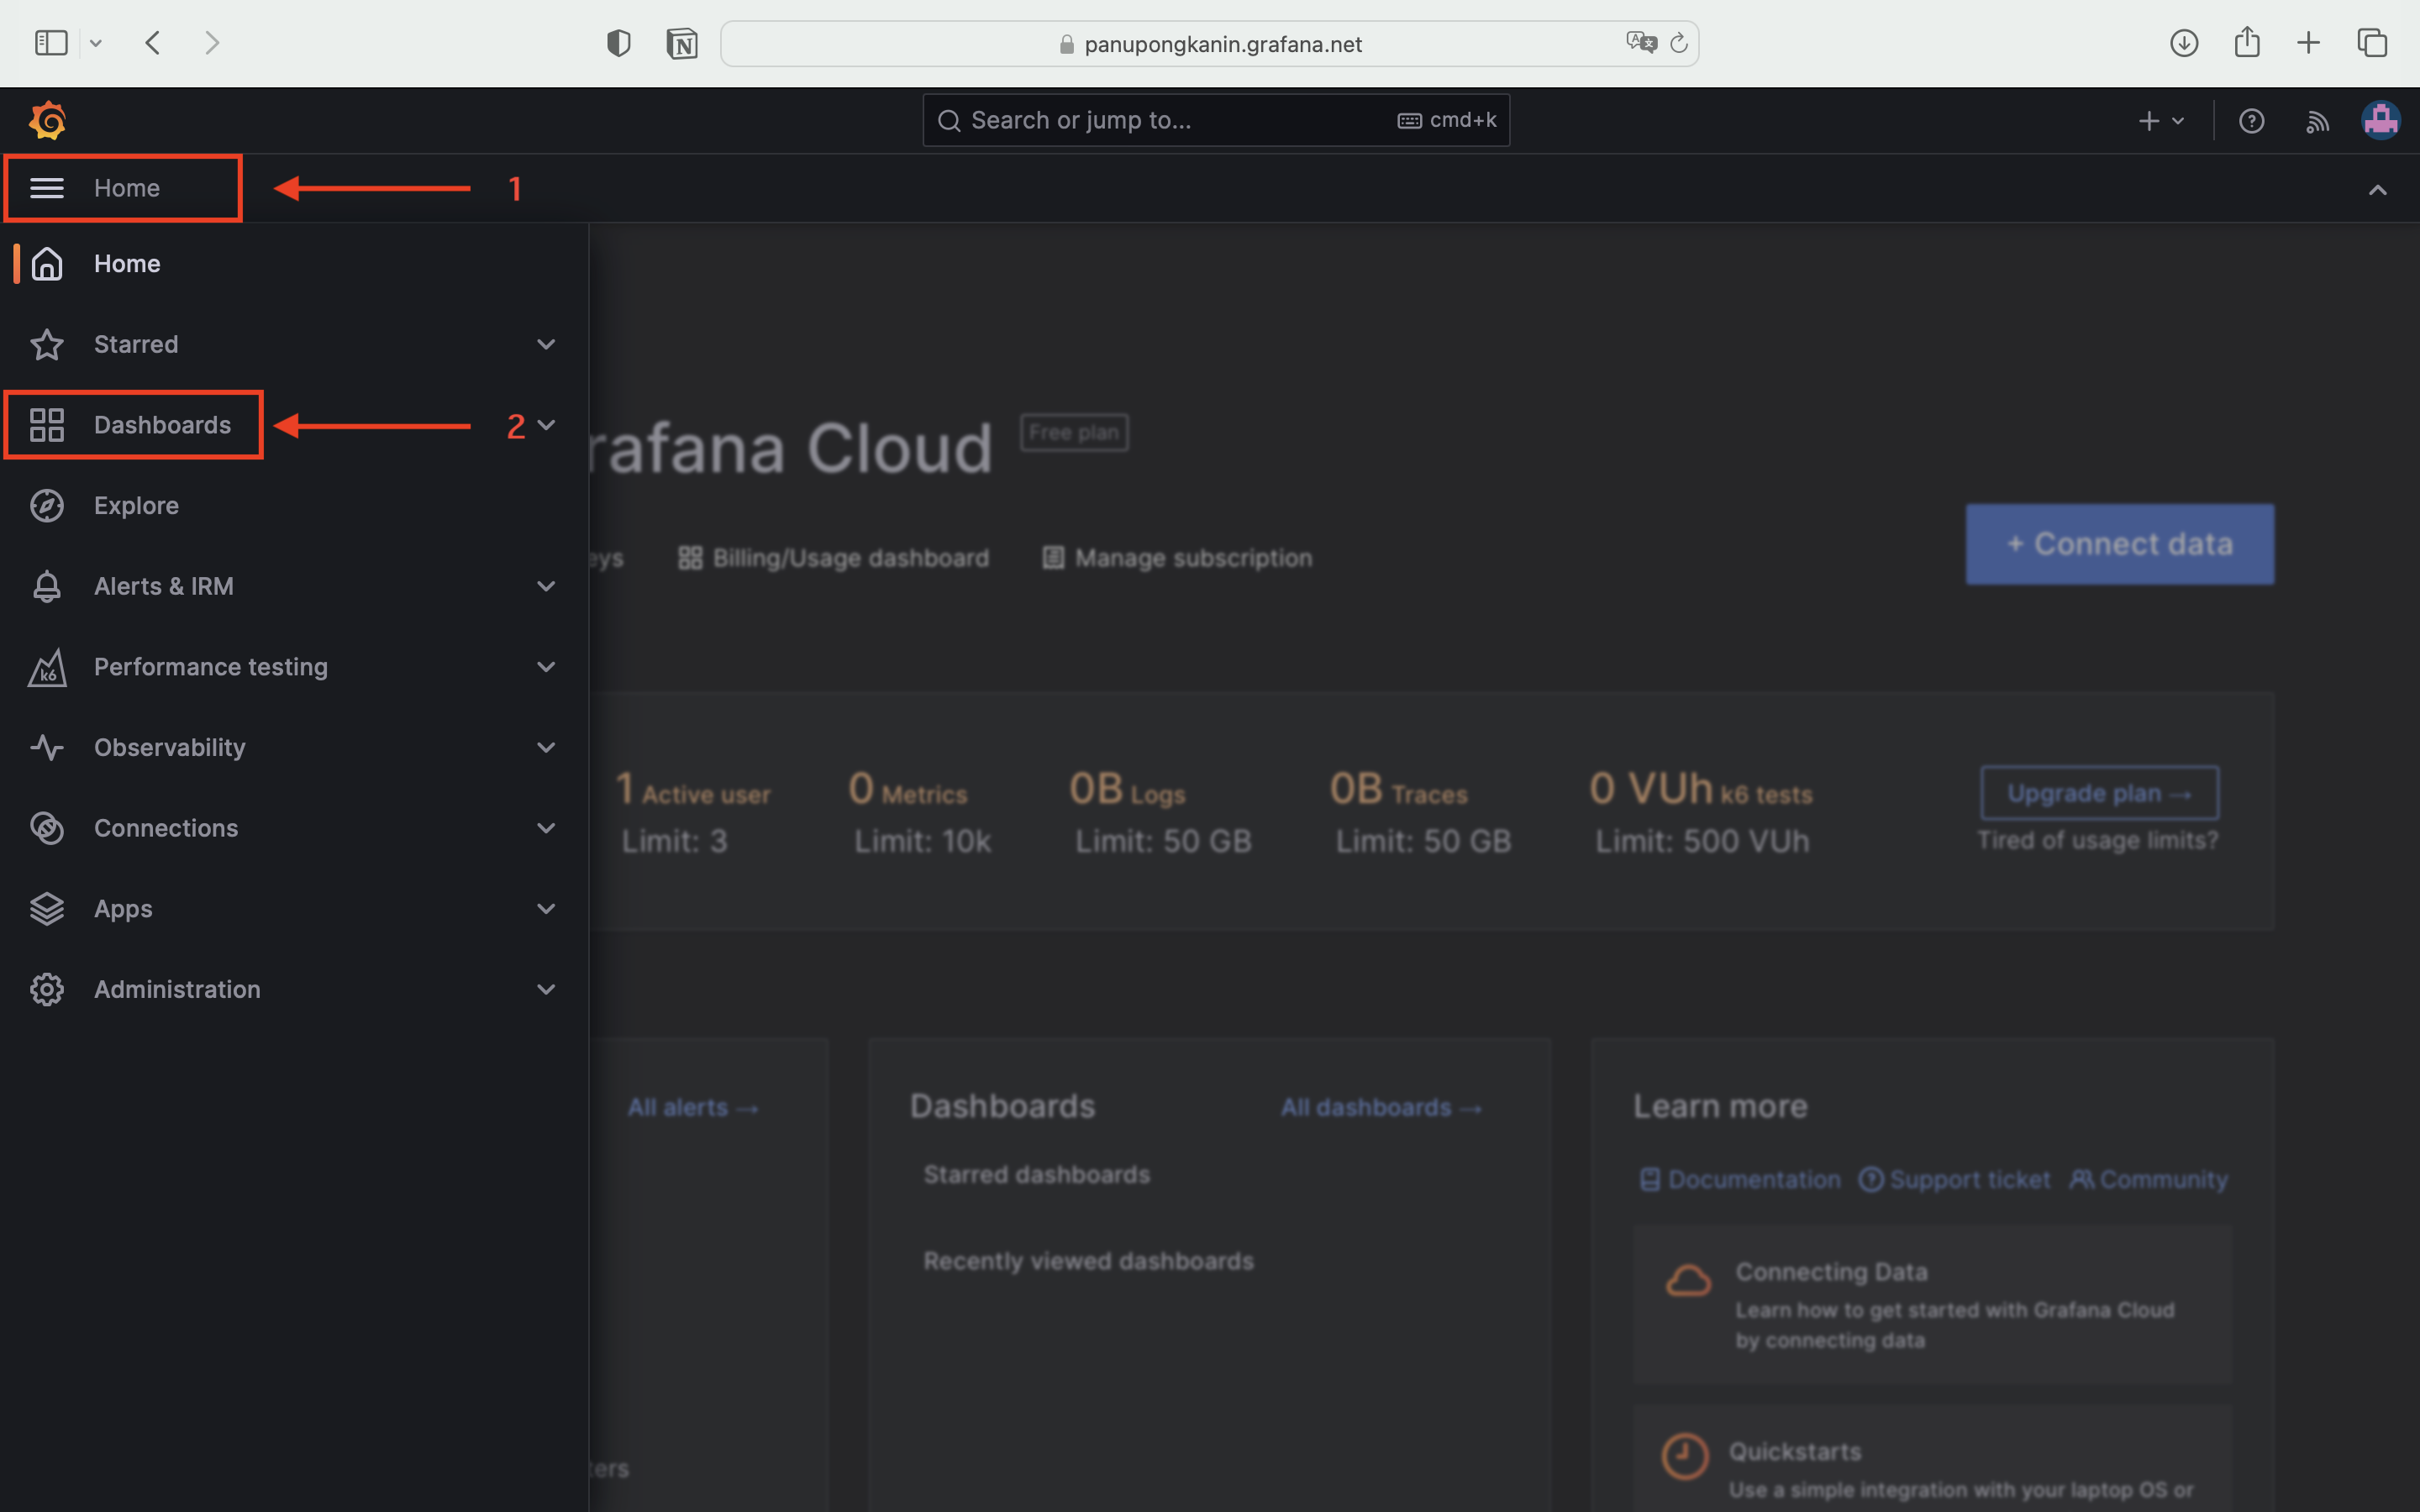 panupongkanin.grafana.net
Search or jump to...
cmd+k
Home
1
Home
Starred
Dashboards
2
Explore
Alerts & IRM
k6
Performance testing
Observability
Connections
Apps
Administration
rafana Cloud
Free plan
eys
Billing/Usage dashboard
Manage subscription
+ Connect data
1 Active user
Limit: 3
0 Metrics
Limit: 10k
0B Logs
Limit: 50 GB
0B Traces
Limit: 50 GB
0 VUh k6 tests
Limit: 500 VUh
Upgrade plan →
Tired of usage limits?
All alerts →
ters
Dashboards
All dashboards →
Starred dashboards
Recently viewed dashboards
Learn more
Documentation
Support ticket
Community
Connecting Data
Learn how to get started with Grafana Cloud
by connecting data
Quickstarts
Use a simple integration with your laptop OS or